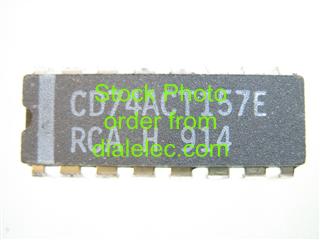 CD74ACT157E
RCA H 914
Stock Photo
order from
dialelec.com